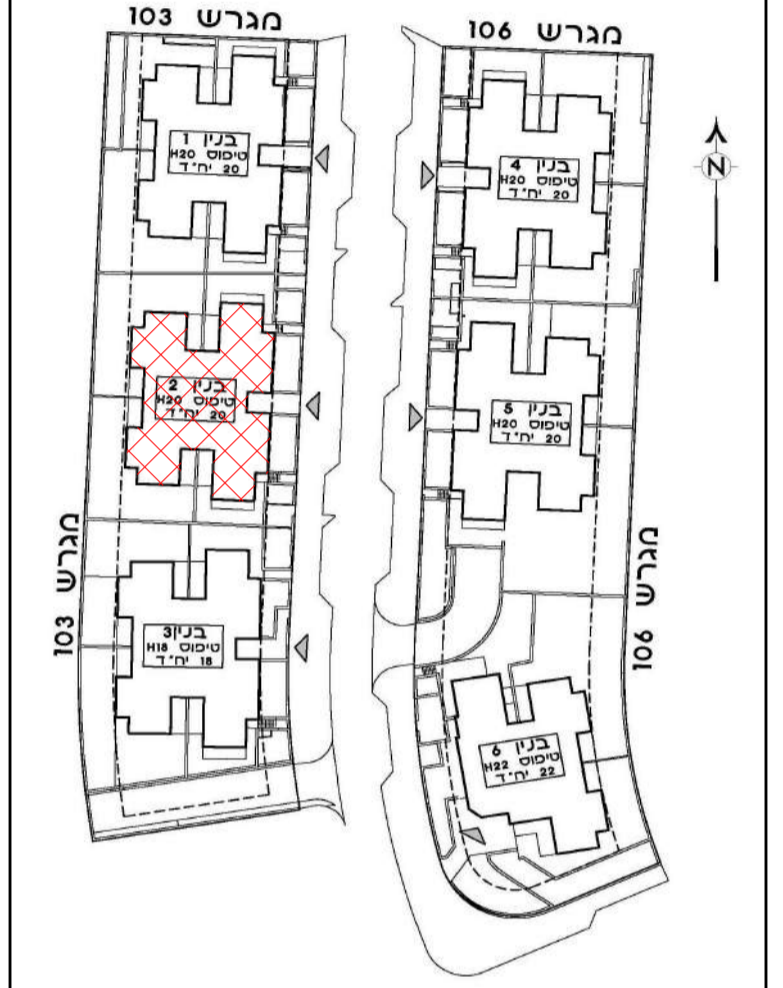 מגרש 103
מגרש 106
בנין 1
טיפוס H20
20 יח"ד
בנין 4
טיפוס H20
20 יח"ד
N
בנין 2
טיפוס H20
20 יח"ד
בנין 5
טיפוס H20
20 יח"ד
מגרש 103
מגרש 106
בנין 3
טיפוס H18
18 יח"ד
בנין 6
טיפוס H22
22 יח"ד